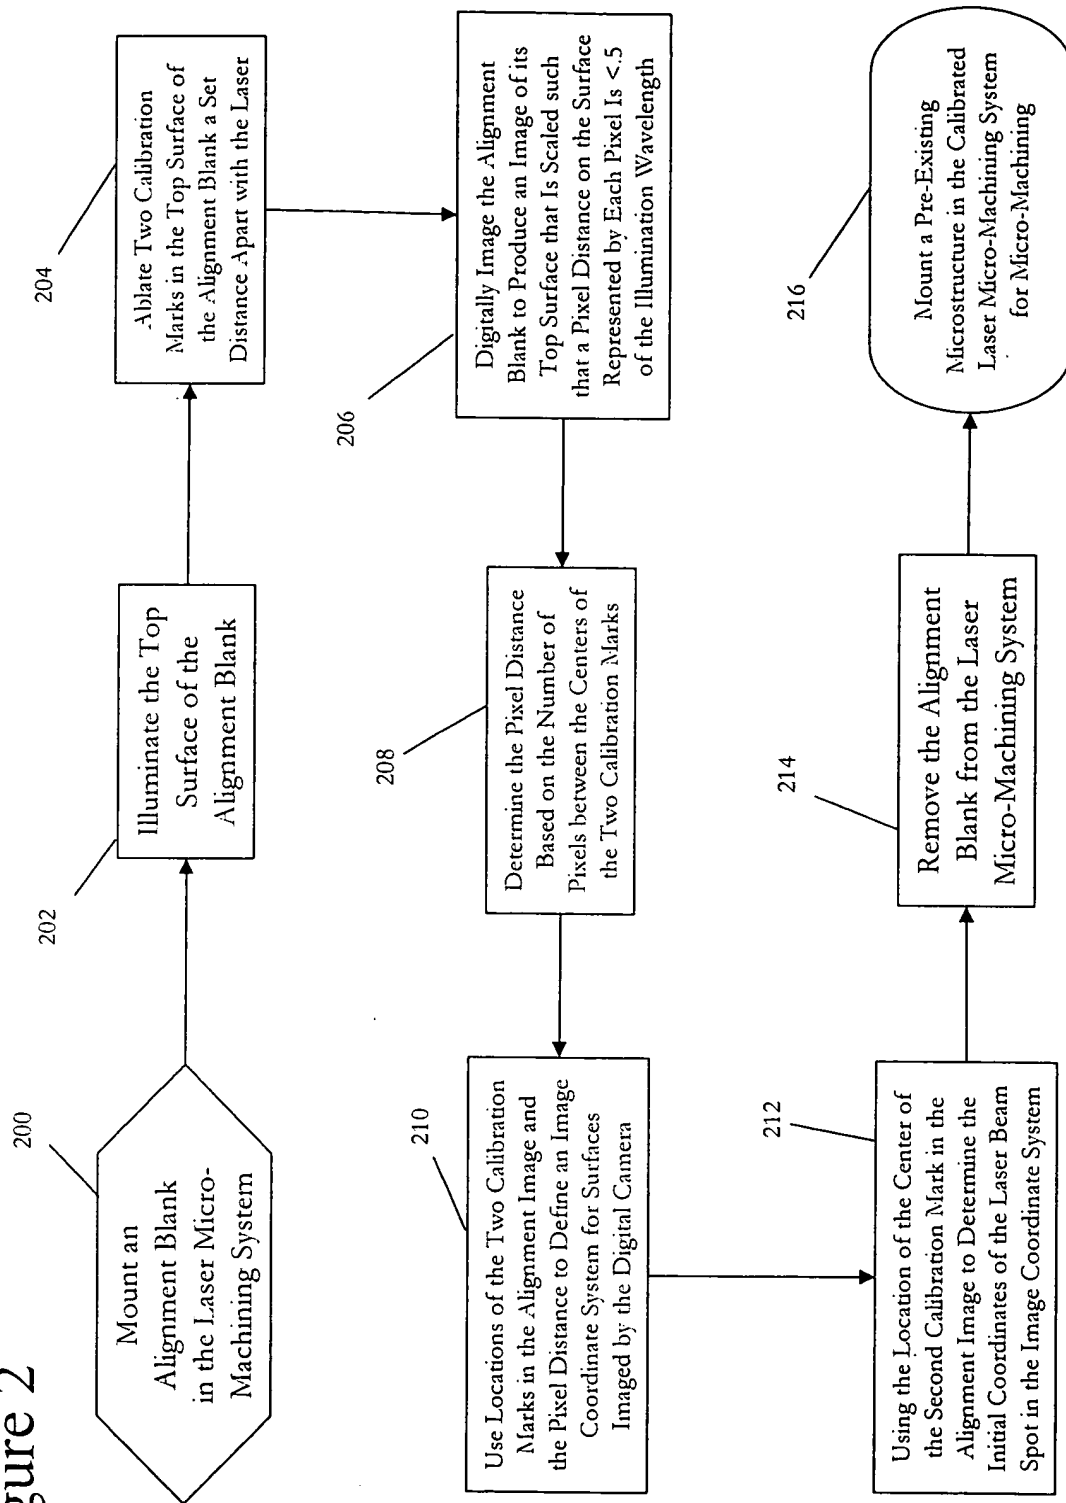 gure 2
200
Mount an
Alignment Blank
in the Laser Micro-
Machining System
202
Illuminate the Top
Surface of the
Alignment Blank
204
Ablate Two Calibration
Marks in the Top Surface of
the Alignment Blank a Set
Distance Apart with the Laser
206
Digitally Image the Alignment
Blank to Produce an Image of its
Top Surface that Is Scaled such
that a Pixel Distance on the Surface
Represented by Each Pixel Is <.5
of the Illumination Wavelength
208
Determine the Pixel Distance
Based on the Number of
Pixels between the Centers of
the Two Calibration Marks
210
Use Locations of the Two Calibration
Marks in the Alignment Image and
the Pixel Distance to Define an Image
Coordinate System for Surfaces
Imaged by the Digital Camera
212
Using the Location of the Center of
the Second Calibration Mark in the
Alignment Image to Determine the
Initial Coordinates of the Laser Beam
Spot in the Image Coordinate System
214
Remove the Alignment
Blank from the Laser
Micro-Machining System
216
Mount a Pre-Existing
Microstructure in the Calibrated
Laser Micro-Machining System
for Micro-Machining